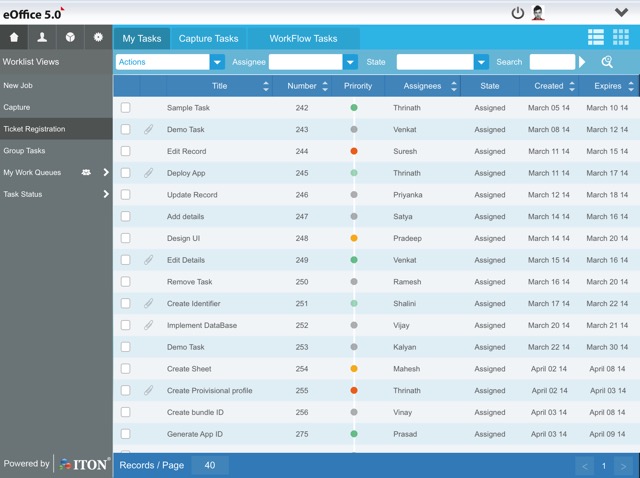 eOffice 5.0
My Tasks Capture Tasks WorkFlow Tasks
Worklist Views Actions Assignee State Search
Title Number Prirority Assignees State Created Expires
New Job
Capture
Ticket Registration
Group Tasks
My Work Queues
Task Status
Sample Task 242 Thrinath Assigned March 05 14 March 10 14
Demo Task 243 Venkat Assigned March 08 14 March 12 14
Edit Record 244 Suresh Assigned March 11 14 March 15 14
Deploy App 245 Thrinath Assigned March 11 14 March 17 14
Update Record 246 Priyanka Assigned March 12 14 March 18 14
Add details 247 Satya Assigned March 14 14 March 16 14
Design UI 248 Pradeep Assigned March 14 14 March 20 14
Edit Details 249 Venkat Assigned March 15 14 March 16 14
Remove Task 250 Ramesh Assigned March 16 14 March 20 14
Create Identifier 251 Shalini Assigned March 17 14 March 22 14
Implement DataBase 252 Vijay Assigned March 20 14 March 21 14
Demo Task 253 Kalyan Assigned March 22 14 March 30 14
Create Sheet 254 Mahesh Assigned April 02 14 April 08 14
Create Proivisional profile 255 Thrinath Assigned April 02 14 April 03 14
Create bundle ID 256 Vinay Assigned April 03 14 April 08 14
Generate App ID 275 Prasad Assigned April 03 14 April 09 14
Powered by ITON Records / Page 40 < 1 >